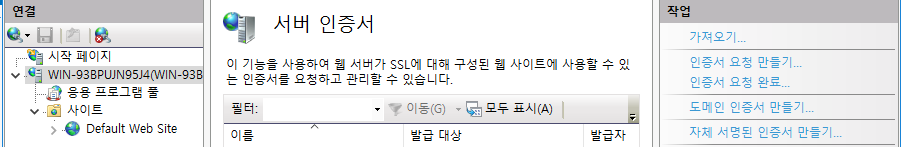 연결
시작 페이지
WIN-93BPUJN95J4(WIN-93B
응용 프로그램 풀
사이트
Default Web Site
서버 인증서
이 기능을 사용하여 웹 서버가 SSL에 대해 구성된 웹 사이트에 사용할 수 있
는 인증서를 요청하고 관리할 수 있습니다.
필터: 이동(G) 모두 표시(A)
이름 발급 대상 발급자
작업
가져오기...
인증서 요청 만들기...
인증서 요청 완료...
도메인 인증서 만들기...
자체 서명된 인증서 만들기...